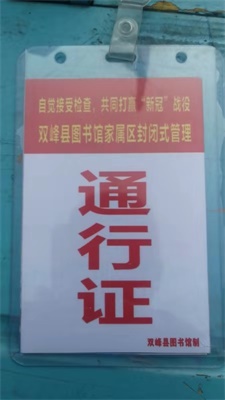 自觉接受检查，共同打赢“新冠”战役
双峰县图书馆家属区封闭式管理
通
行
证
双峰县图书馆制